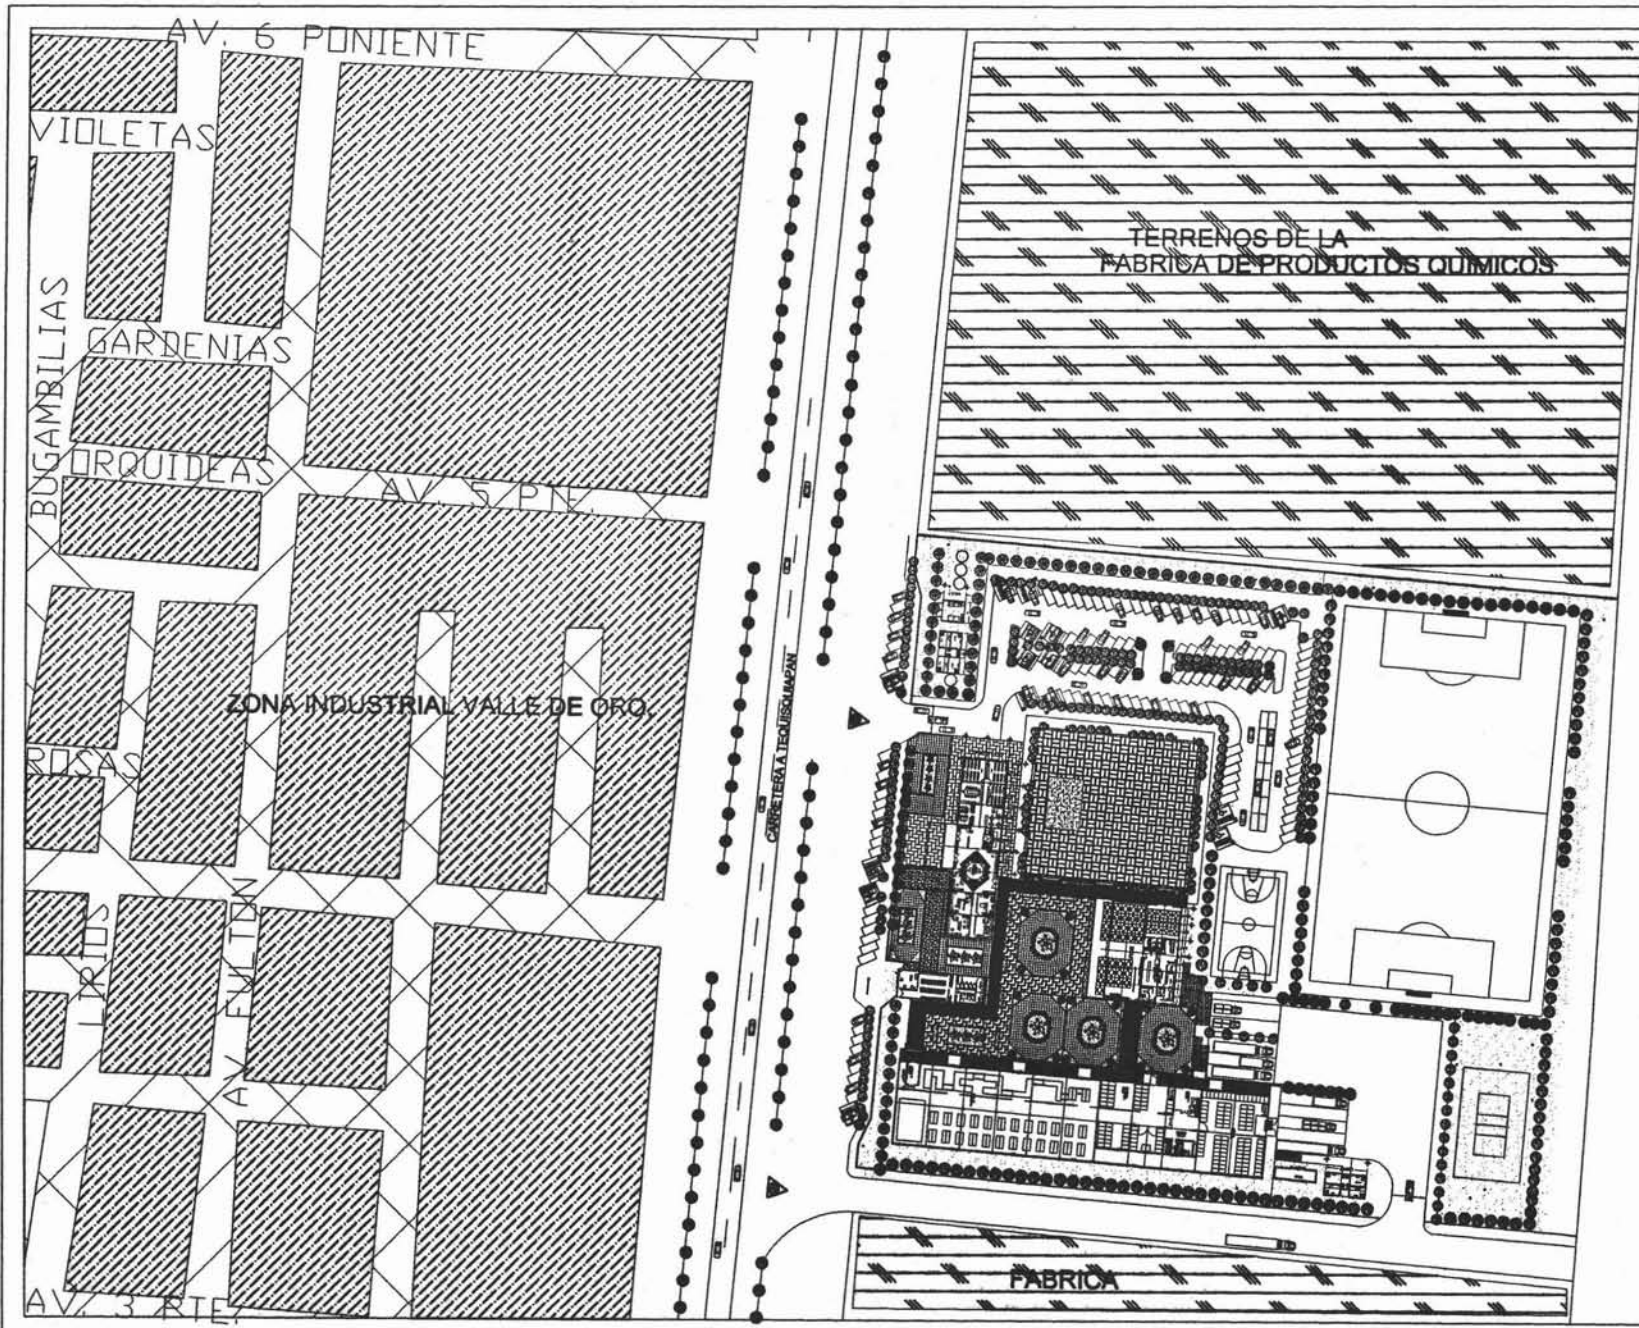 AV. 6 PONIENTE
VIOLETAS
TERRENOS DE LA
FABRICA DE PRODUCTOS QUIMICOS
BUGAMBILIAS
GARDENIAS
ORQUIDEAS
AV. 5 PTE.
ZONA INDUSTRIAL VALLE DE ORO.
CARRETERA A TEQUISQUIAPAN
ROSAS
LIRIOS
AV. FULTON
FABRICA
AV. 3 PTE.